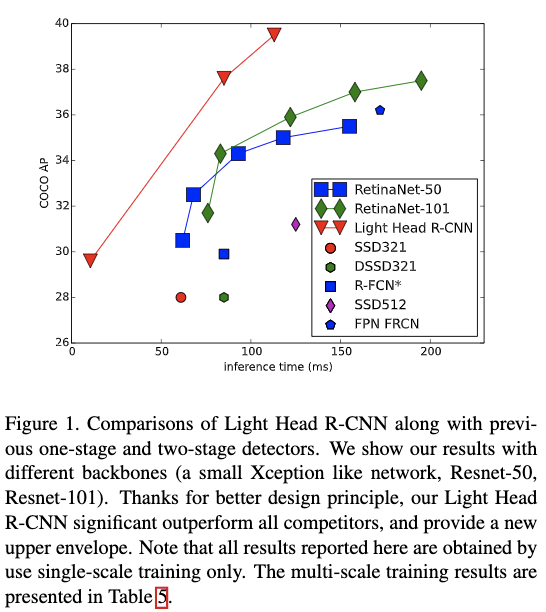 40
38
36
34
32
30
28
26
COCO AP
RetinaNet-50
RetinaNet-101
Light Head R-CNN
SSD321
DSSD321
R-FCN*
SSD512
FPN FRCN
0 50 100 150 200
inference time (ms)
Figure 1. Comparisons of Light Head R-CNN along with previ-
ous one-stage and two-stage detectors. We show our results with
different backbones (a small Xception like network, Resnet-50,
Resnet-101). Thanks for better design principle, our Light Head
R-CNN significant outperform all competitors, and provide a new
upper envelope. Note that all results reported here are obtained by
use single-scale training only. The multi-scale training results are
presented in Table 5.